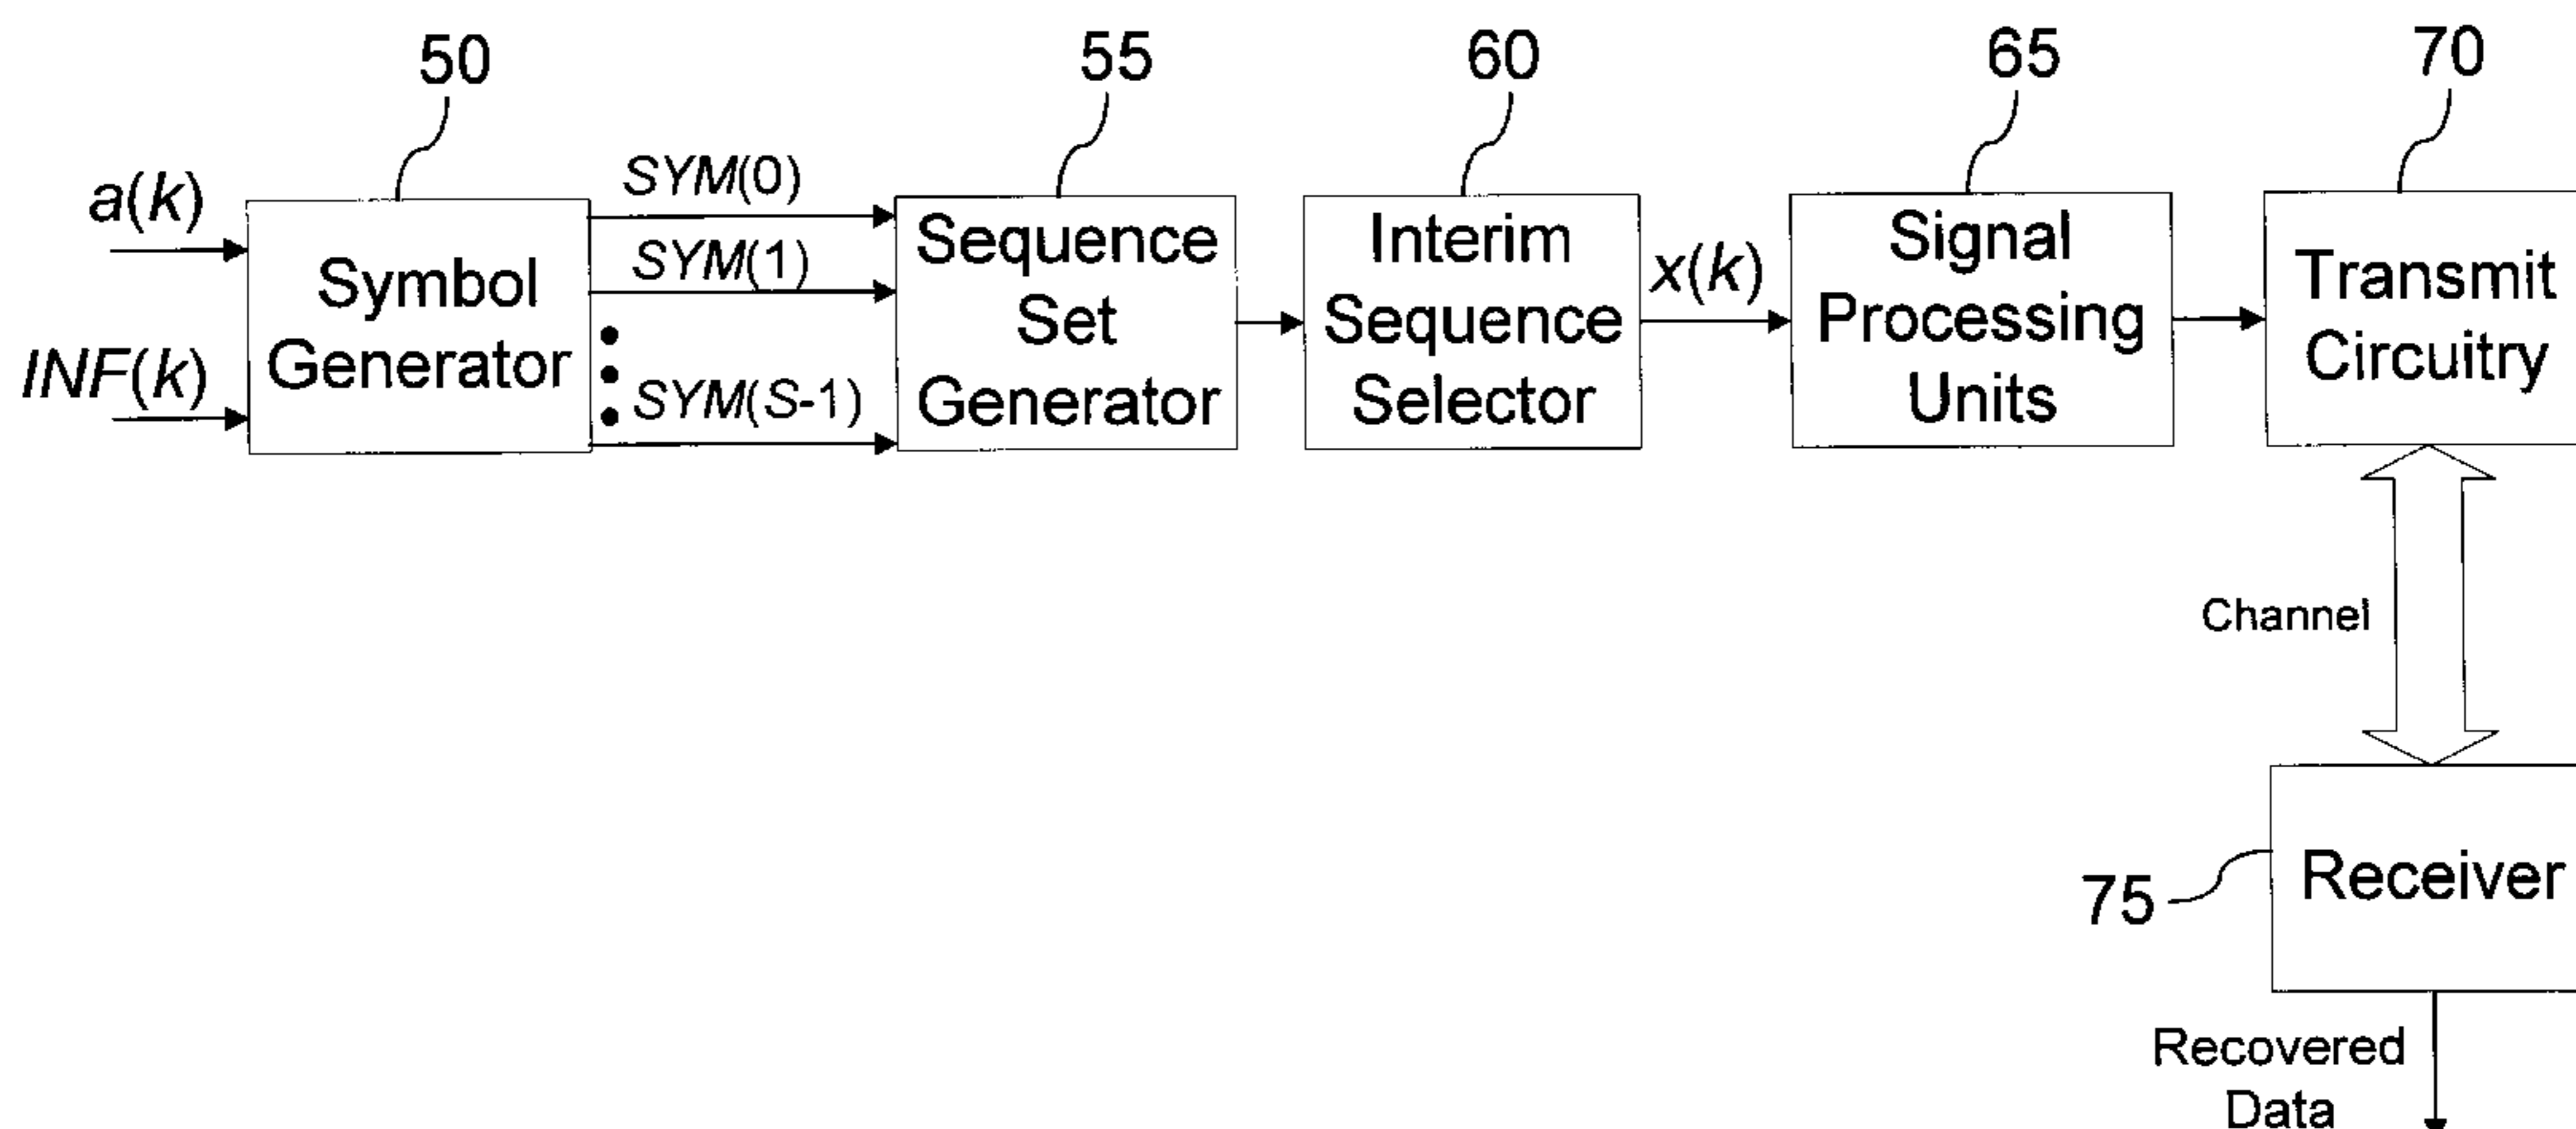 50
55
60
65
70
a(k)
INF(k)
Symbol
Generator
SYM(0)
SYM(1)
SYM(S-1)
Sequence
Set
Generator
Interim
Sequence
Selector
x(k)
Signal
Processing
Units
Transmit
Circuitry
Channel
75
Receiver
Recovered
Data